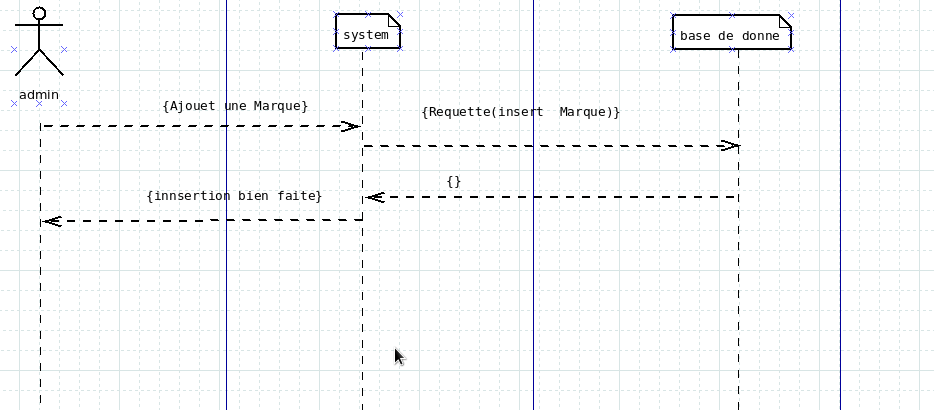 system
base de donne
admin
{Ajouet une Marque}
{Requette(insert  Marque)}
{}
{innsertion bien faite}